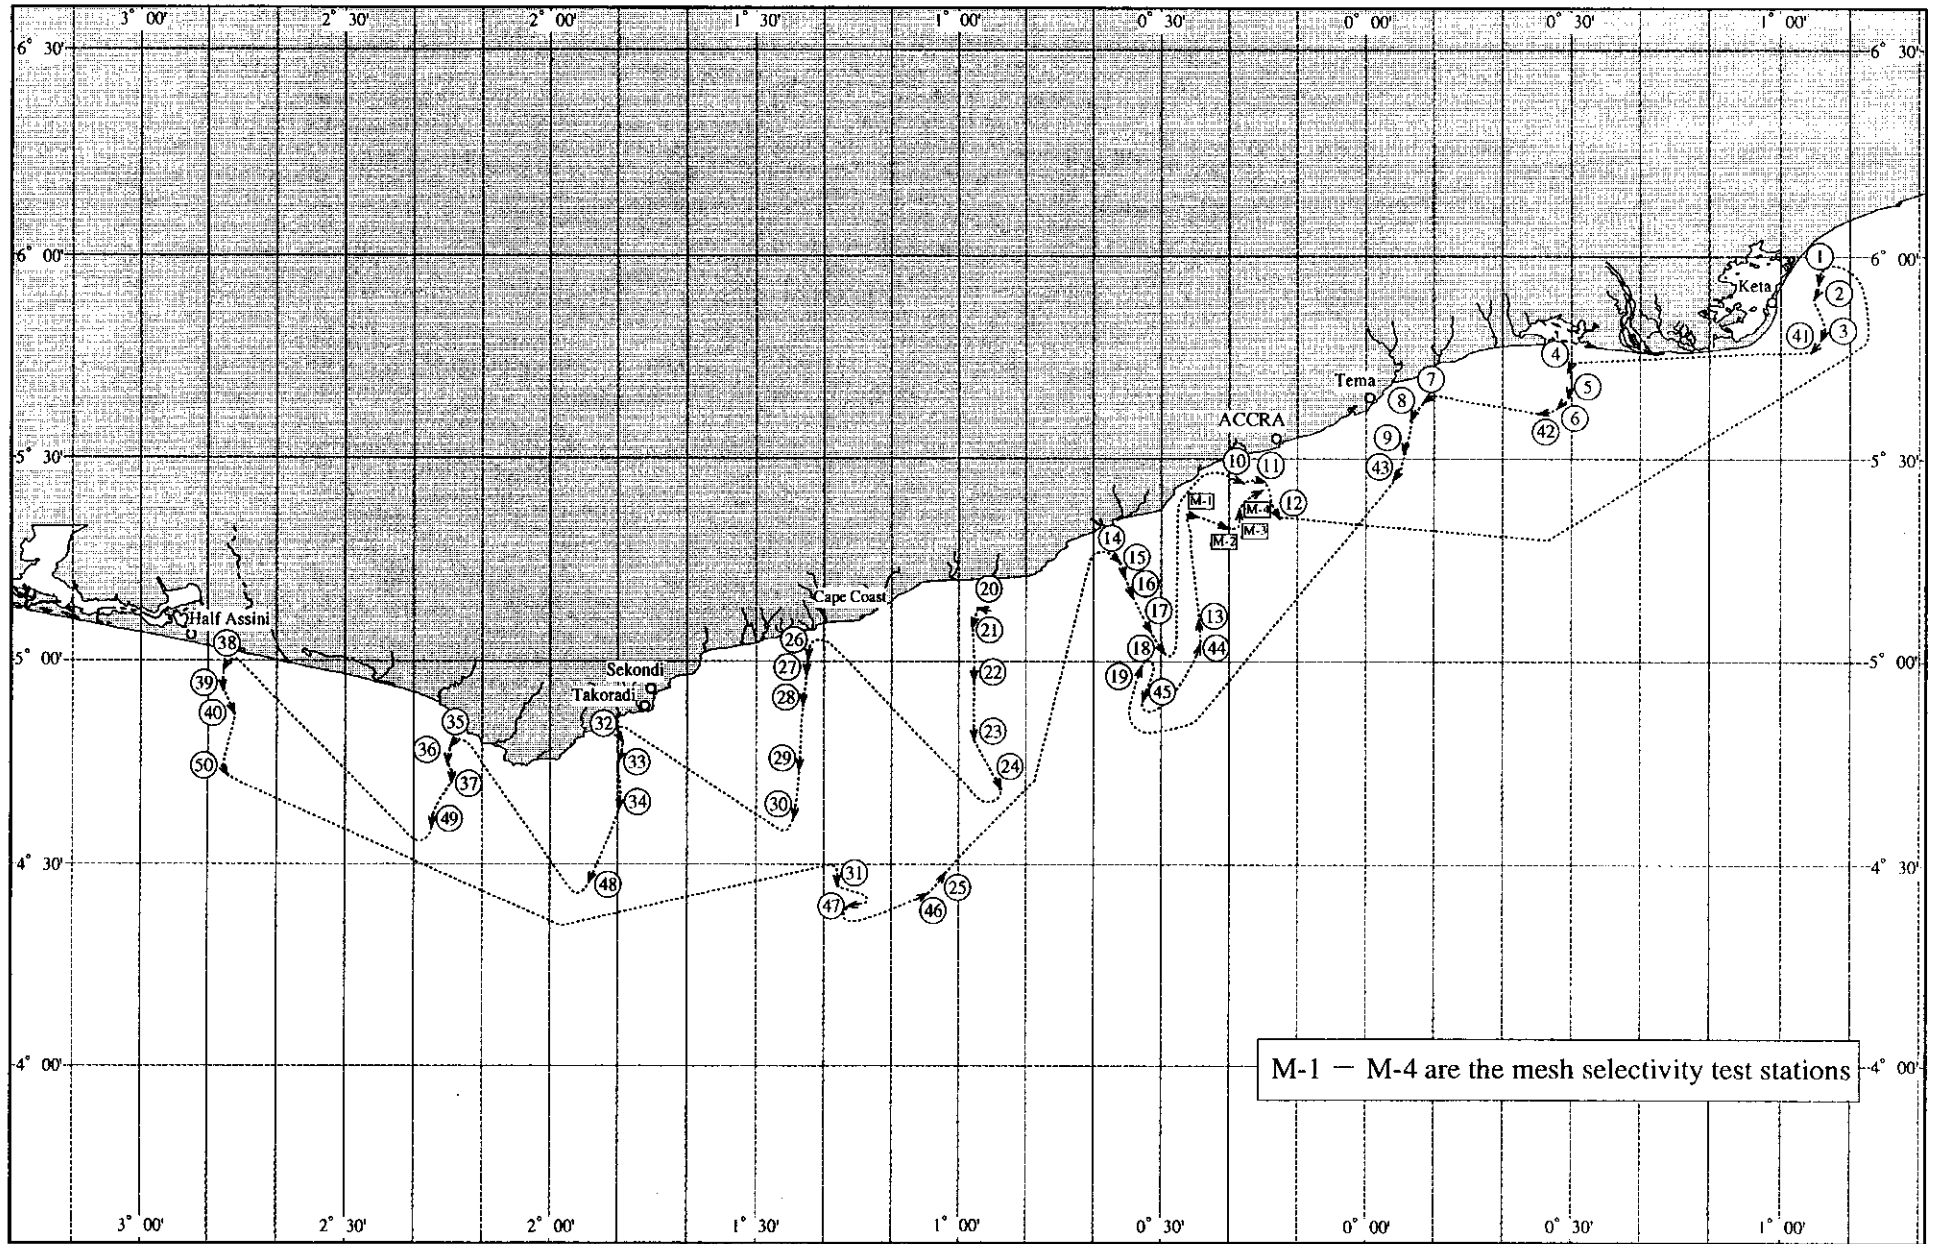 3° 00' 2° 30' 2° 00' 1° 30' 1° 00' 0° 30' 0° 00' 0° 30' 1° 00'
6° 30' 6° 30'
6° 00' 6° 00'
1
Keta
2
41 3
4
Tema 7
5
8
6
ACCRA
42
9
10 11
5° 30' 43 5° 30'
M-1 12
M-4
M-3
M-2
14
15
16
20
Cape Coast
17 13
Half Assini
21
26
38
18 44
5° 00' 5° 00'
27
Sekondi
22
19
39
28
Takoradi
45
40
35 32
23
36
33 29
50
24
37
34 30
49
4° 30' 4° 30'
31
48
25
47
46
4° 00' 4° 00'
M-1 — M-4 are the mesh selectivity test stations
3° 00' 2° 30' 2° 00' 1° 30' 1° 00' 0° 30' 0° 00' 0° 30' 1° 00'